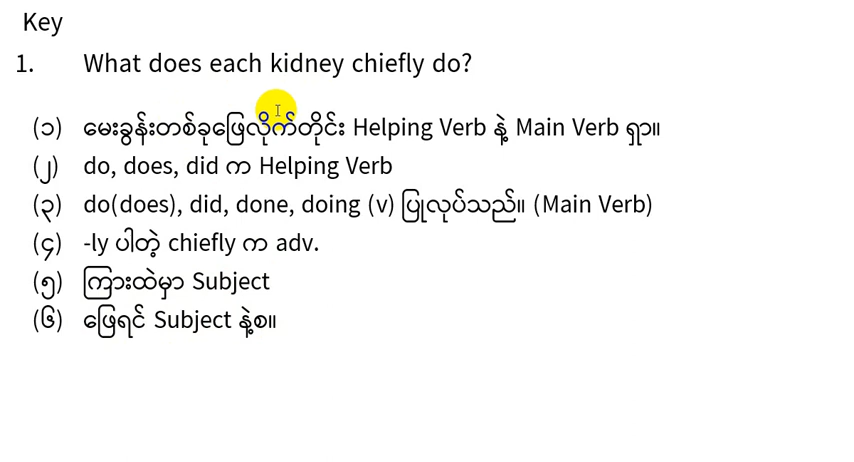 Key
1. What does each kidney chiefly do?
(၁) မေးခွန်းတစ်ခုဖြေလိုက်တိုင်း Helping Verb နဲ့ Main Verb ရှာ။
(၂) do, does, did က Helping Verb
(၃) do(does), did, done, doing (v) ပြုလုပ်သည်။ (Main Verb)
(၄) -ly ပါတဲ့ chiefly က adv.
(၅) ကြားထဲမှာ Subject
(၆) ဖြေရင် Subject နဲ့စ။